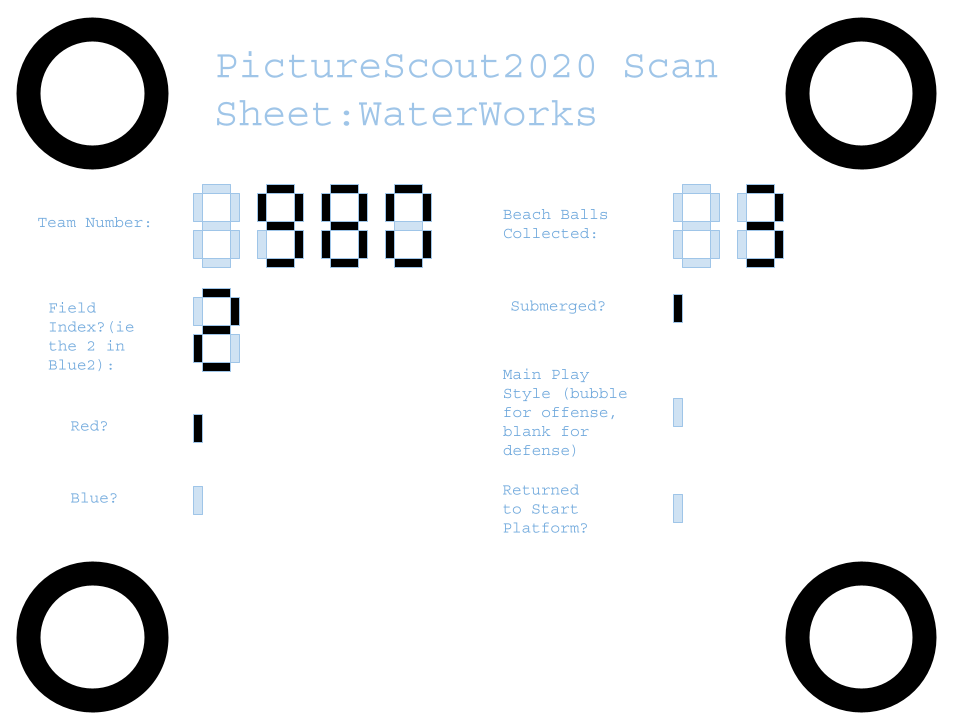 PictureScout2020 Scan
Sheet:WaterWorks
Team Number:
980
Field
Index?(ie
the 2 in
Blue2):
2
Red?
Blue?
Beach Balls
Collected:
3
Submerged?
Main Play
Style (bubble
for offense,
blank for
defense)
Returned
to Start
Platform?